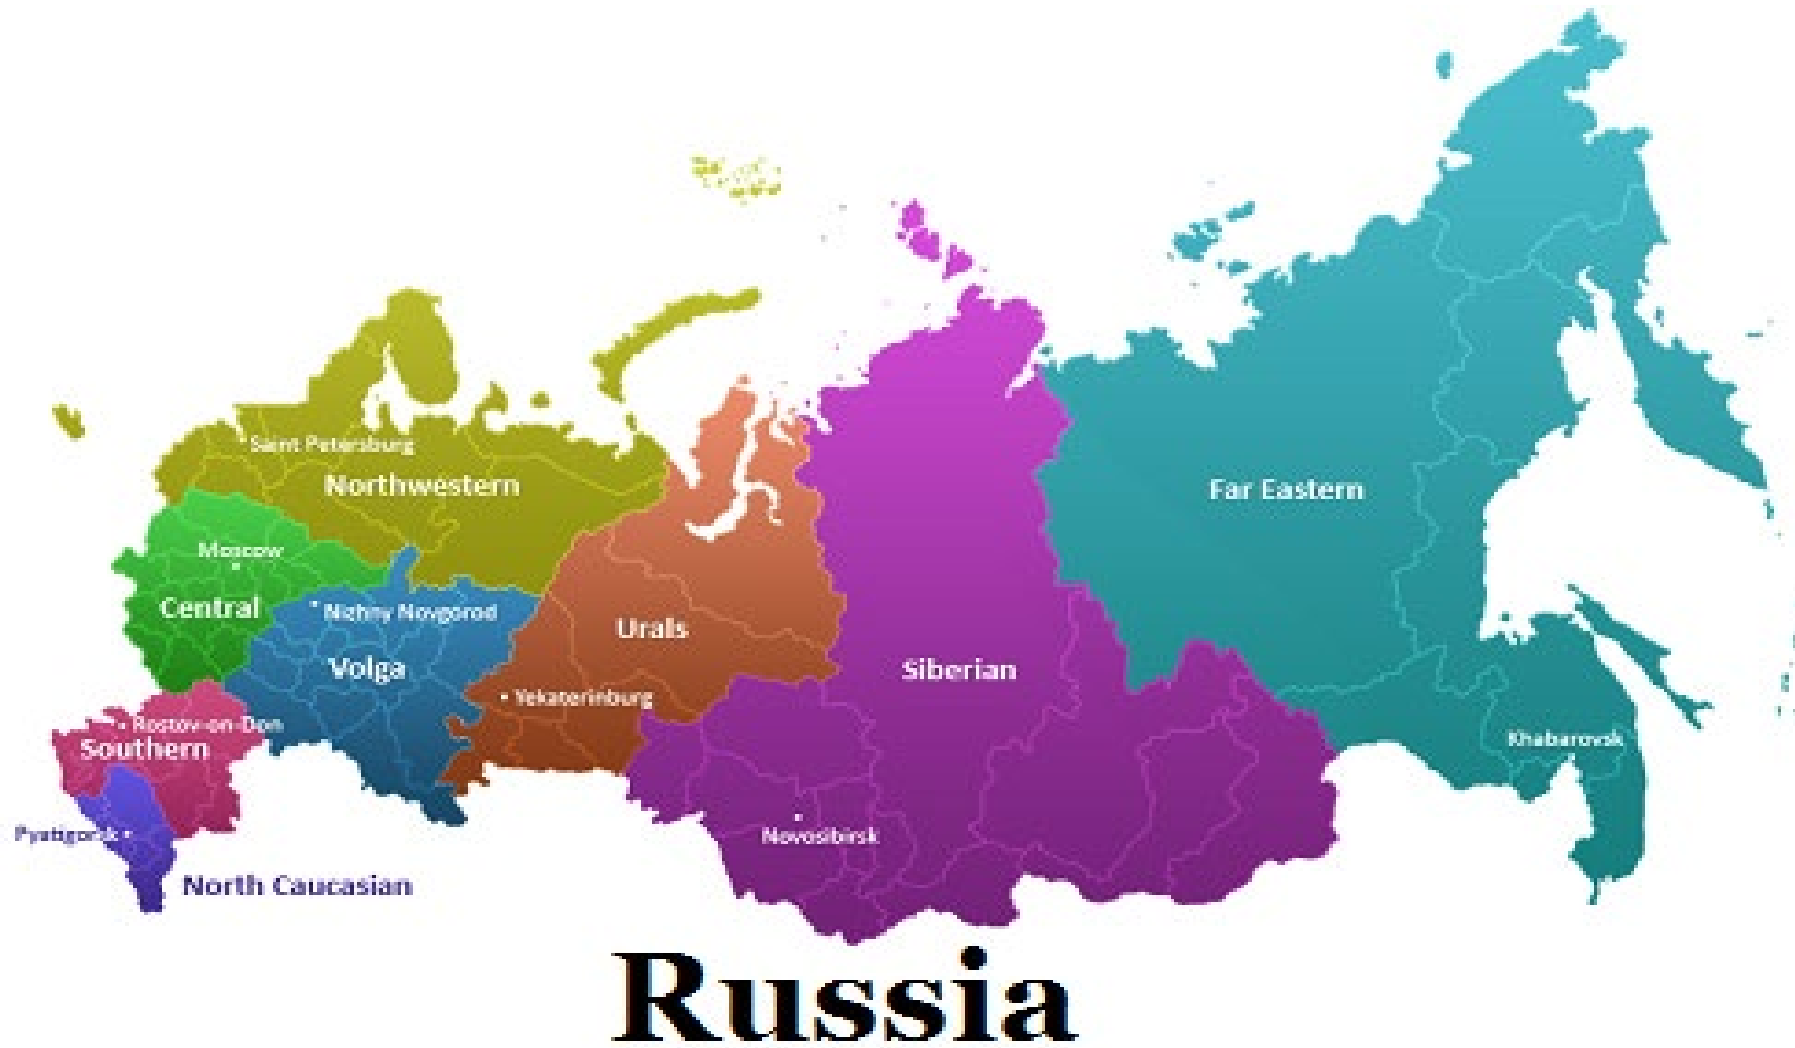 Saint Petersburg
Northwestern
Far Eastern
Moscow
Central
Nizhny Novgorod
Urals
Volga
Siberian
Yekaterinburg
Rostov-on-Don
Southern
Khabarovsk
Pyatigorsk
Novosibirsk
North Caucasian
Russia